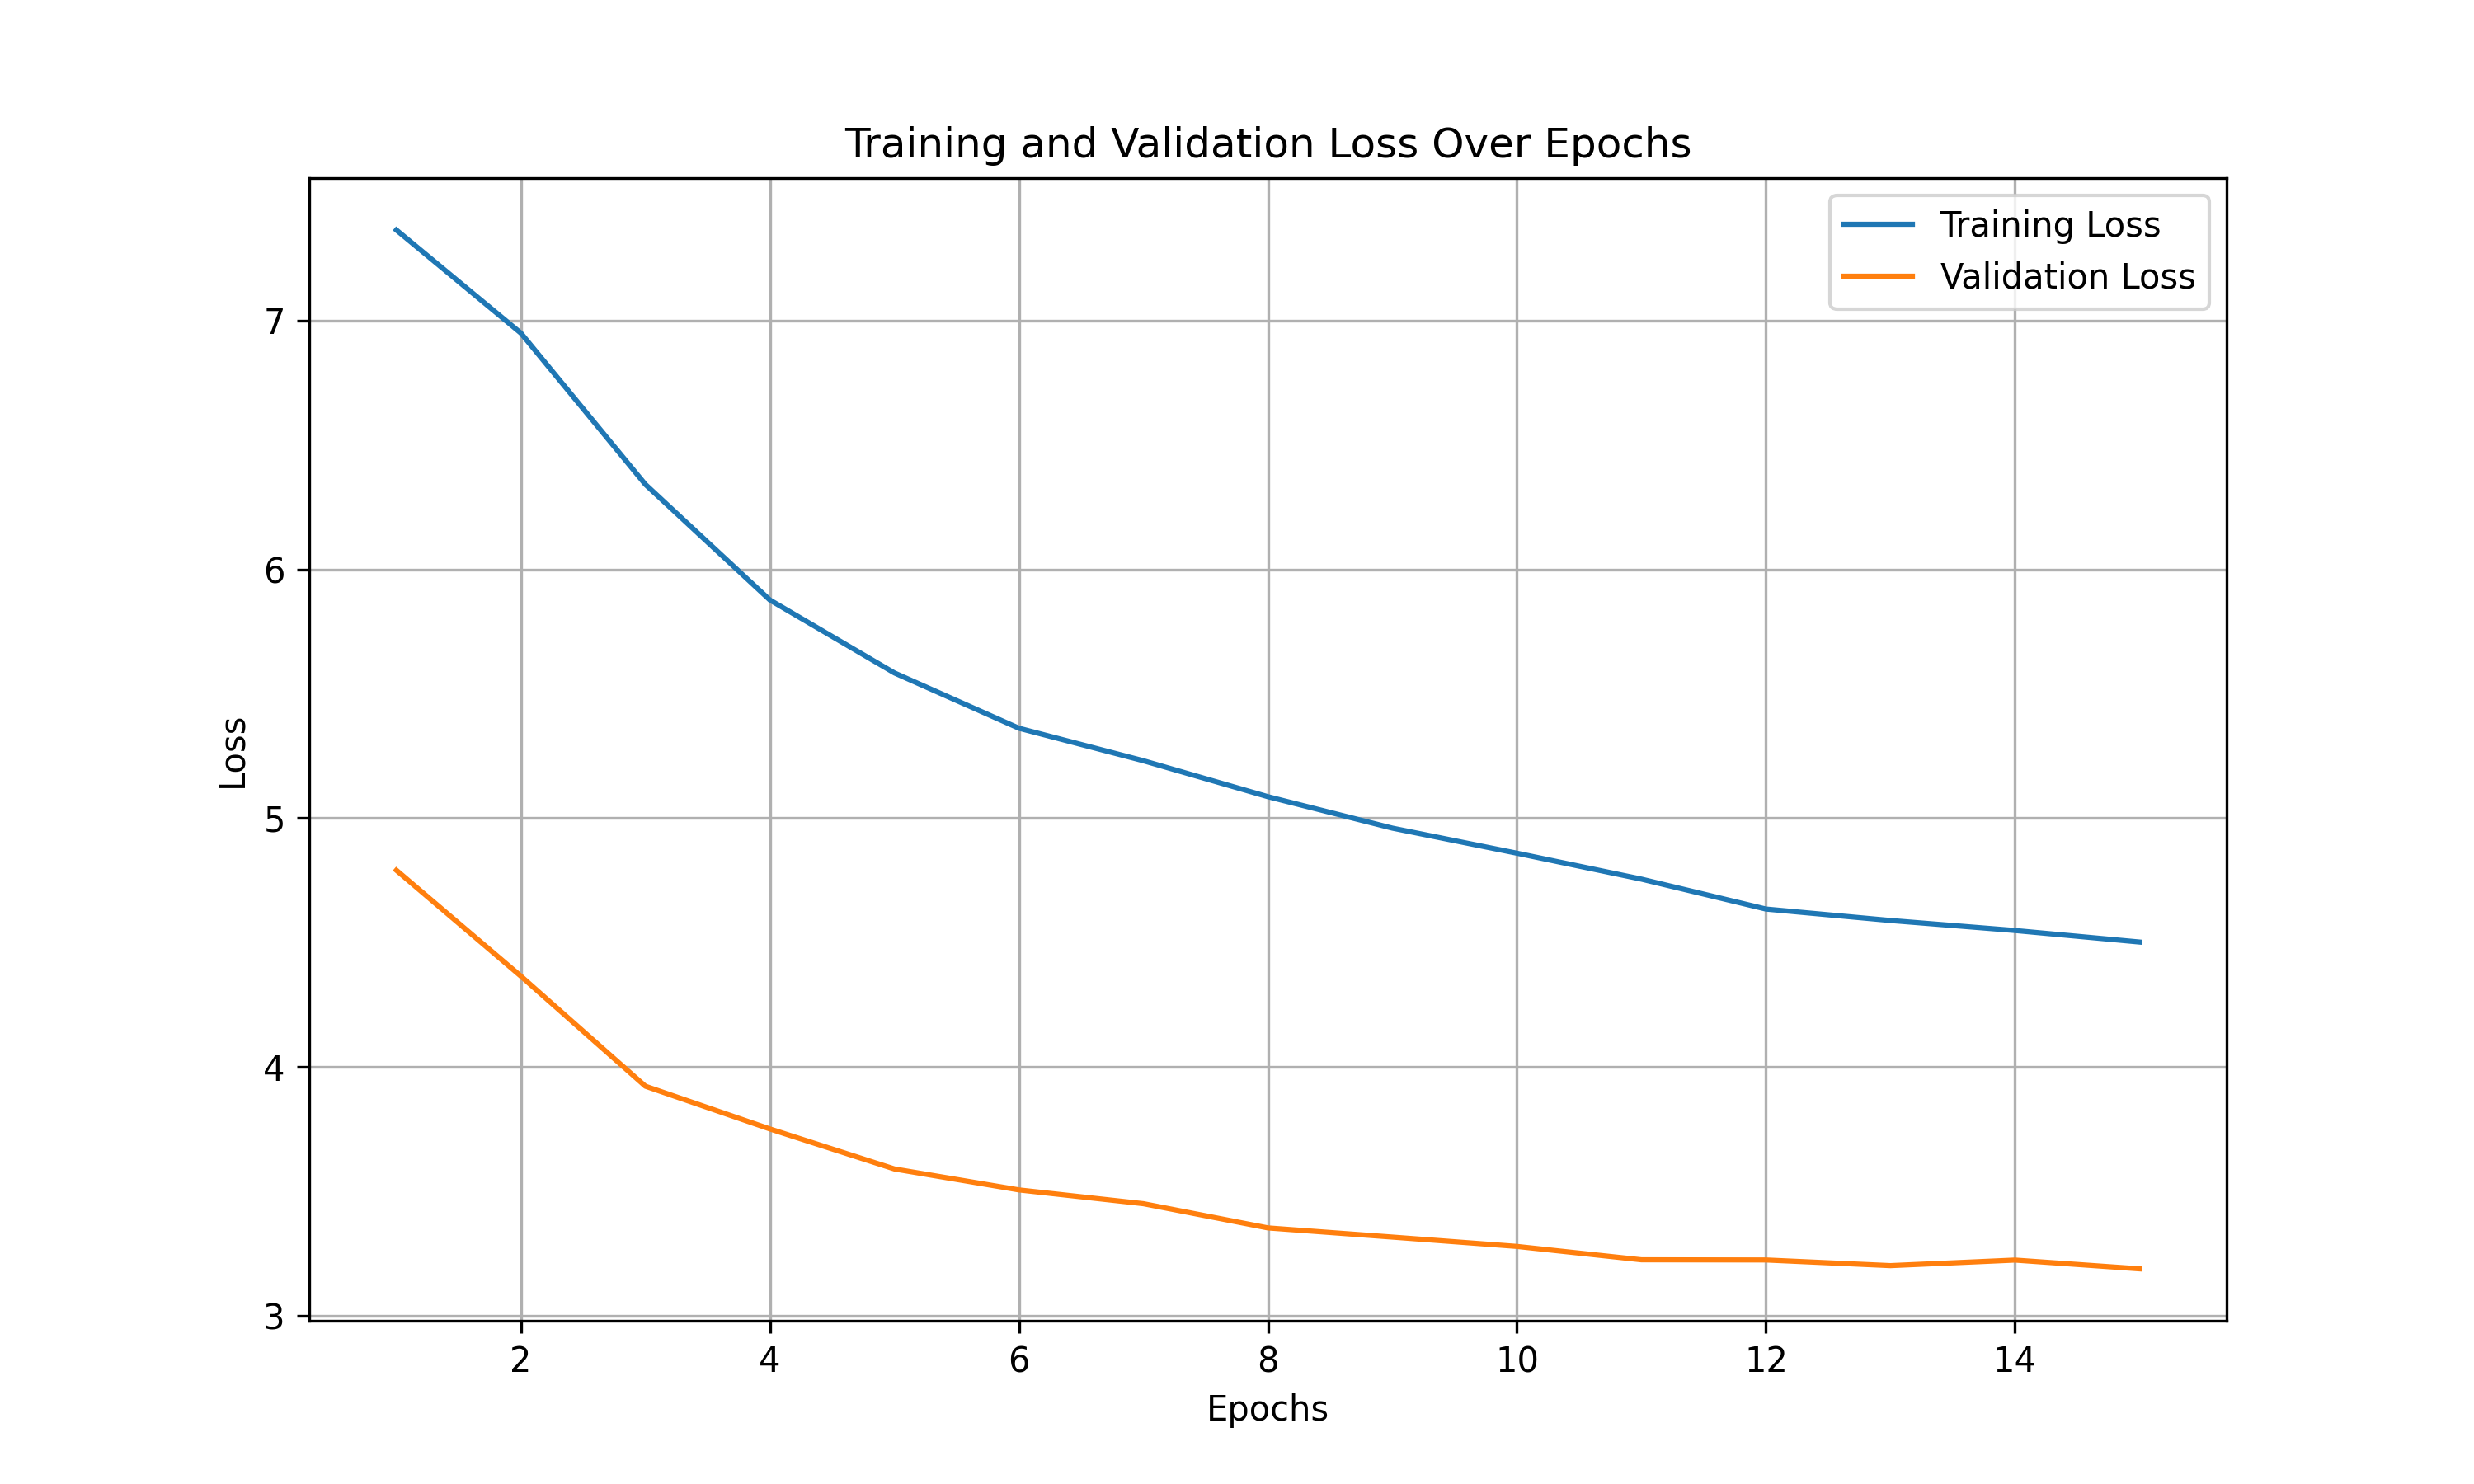 Training and Validation Loss Over Epochs
Training Loss
Validation Loss
7
6
5
4
3
Loss
2 4 6 8 10 12 14
Epochs